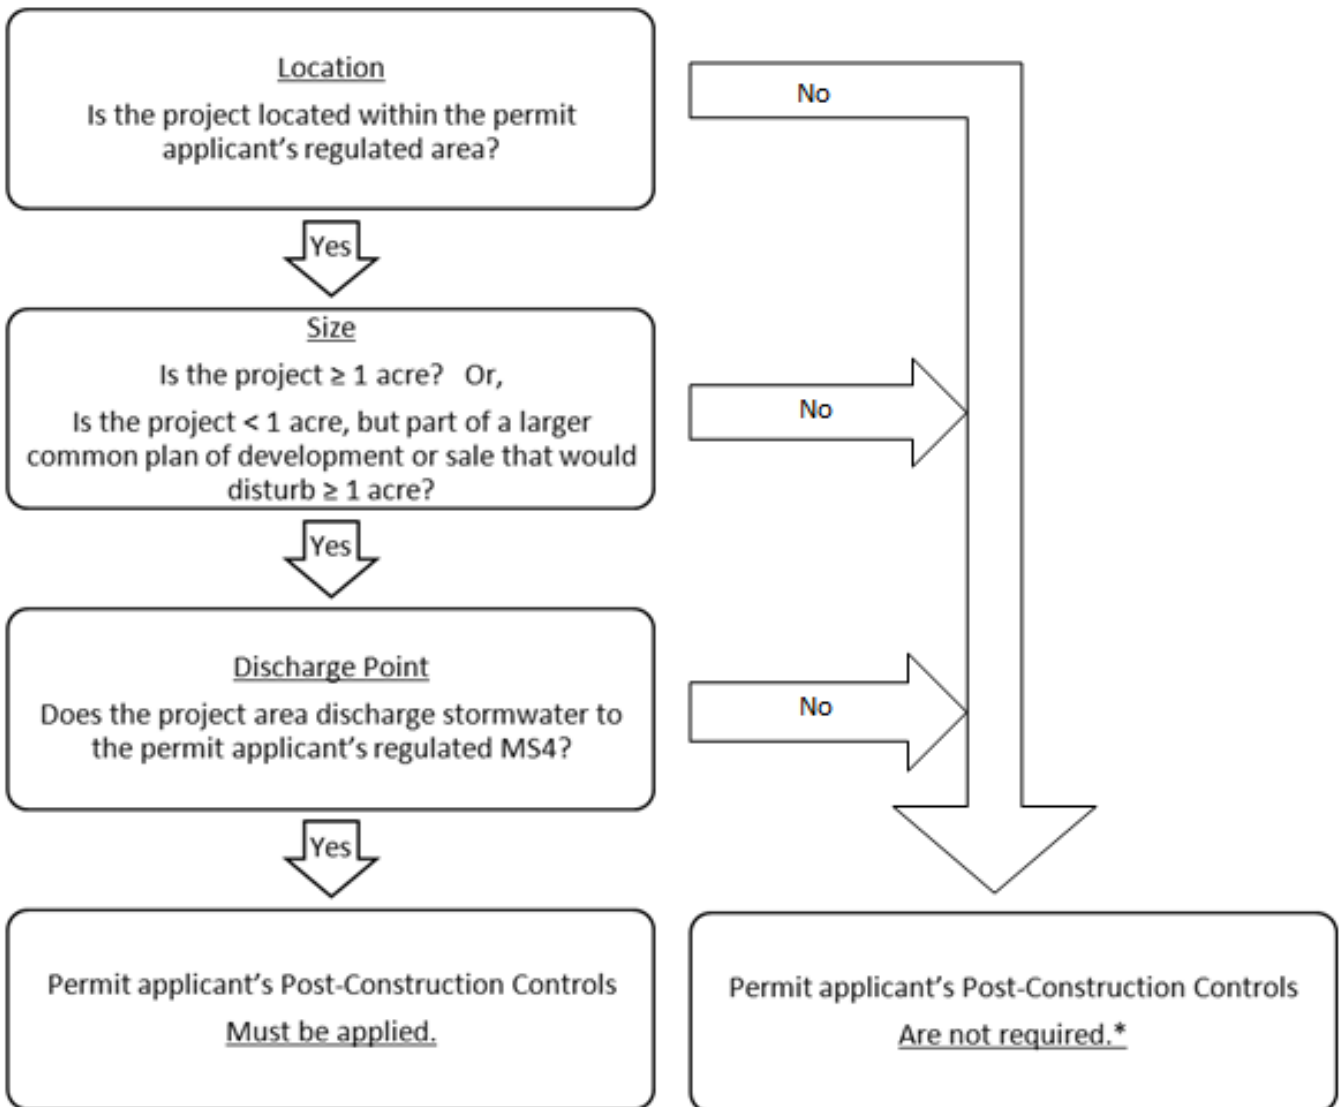 Location
Is the project located within the permit
applicant's regulated area?
No
Yes
Size
Is the project ≥ 1 acre?   Or,
Is the project < 1 acre, but part of a larger
common plan of development or sale that would
disturb ≥ 1 acre?
No
Yes
Discharge Point
Does the project area discharge stormwater to
the permit applicant's regulated MS4?
No
Yes
Permit applicant's Post-Construction Controls
Must be applied.
Permit applicant's Post-Construction Controls
Are not required.*